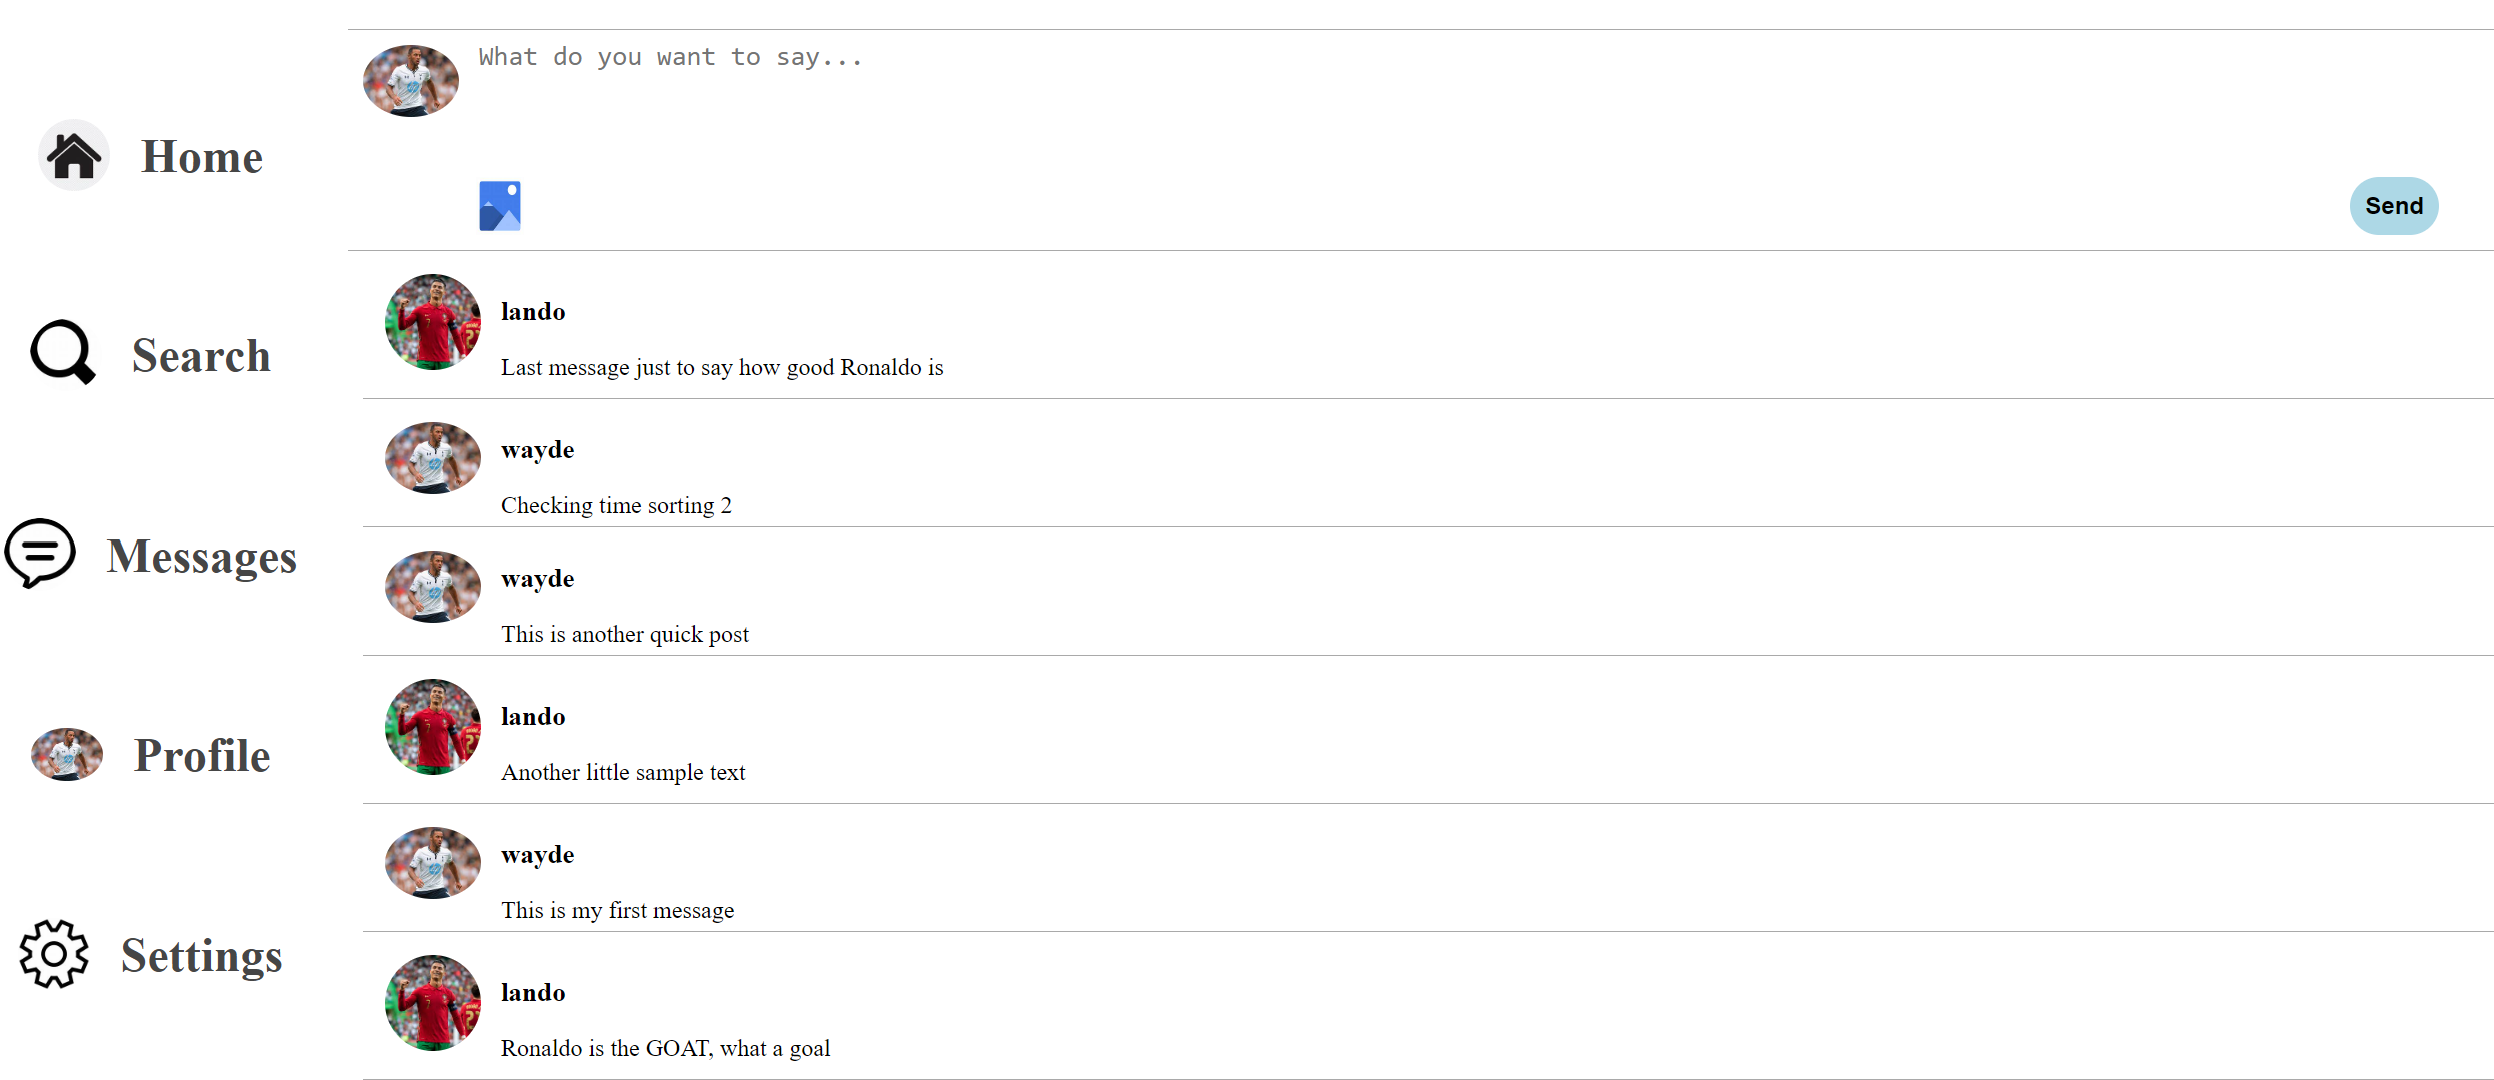 What do you want to say...
Home
Send
lando
Search
Last message just to say how good Ronaldo is
wayde
Checking time sorting 2
Messages
wayde
This is another quick post
lando
Profile
Another little sample text
wayde
This is my first message
Settings
lando
Ronaldo is the GOAT, what a goal